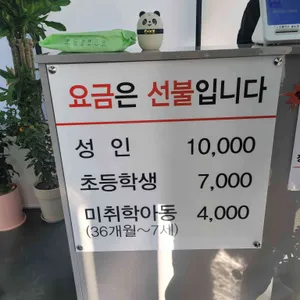 요금은 선불입니다
성 인 10,000
초등학생 7,000
미취학아동 4,000
(36개월~7세)